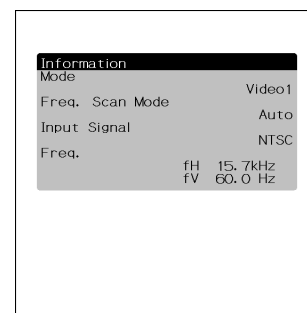 Information
Mode
Video1
Freq. Scan Mode
Auto
Input Signal
NTSC
Freq.
fH 15.7kHz
fV 60.0 Hz